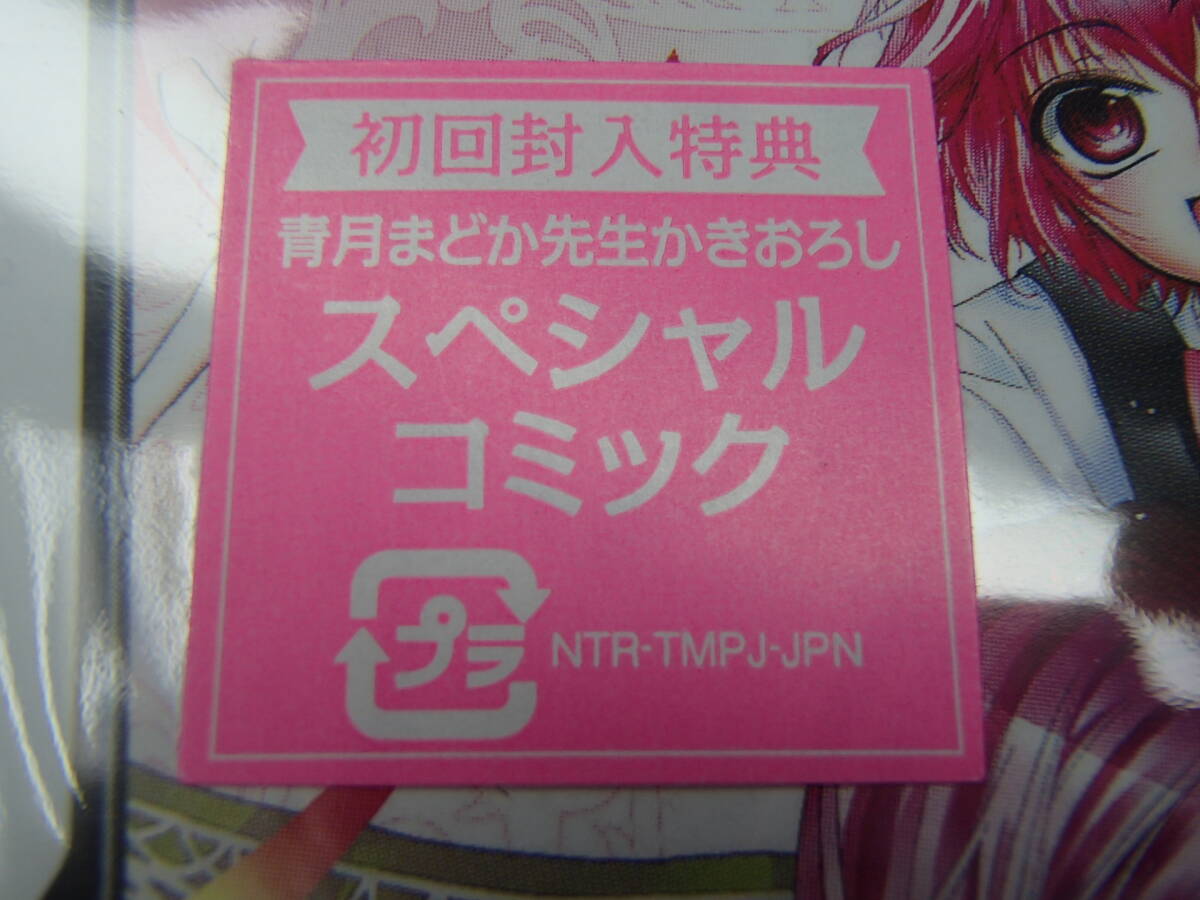 初回封入特典
青月まどか先生かきおろし
スペシャル
コミック
プラ
NTR-TMPJ-JPN